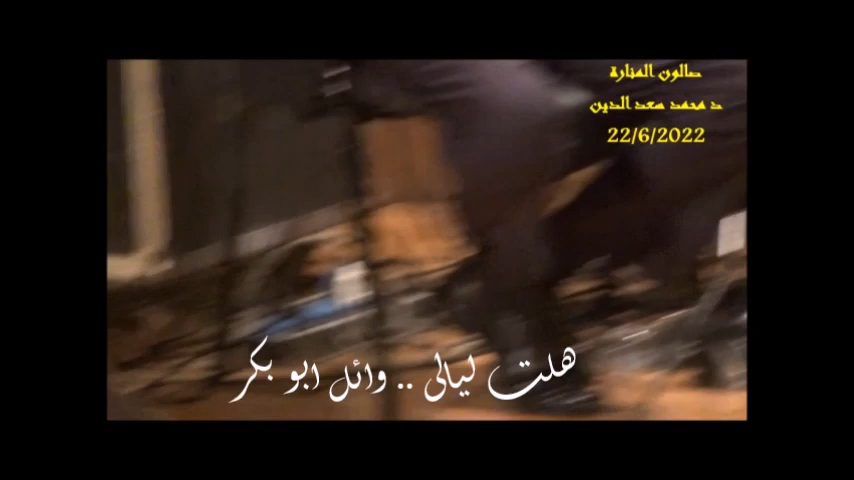 صالون المنارة
د محمد سعد الدين
22/6/2022
هلت ليالى .. وائل ابو بكر